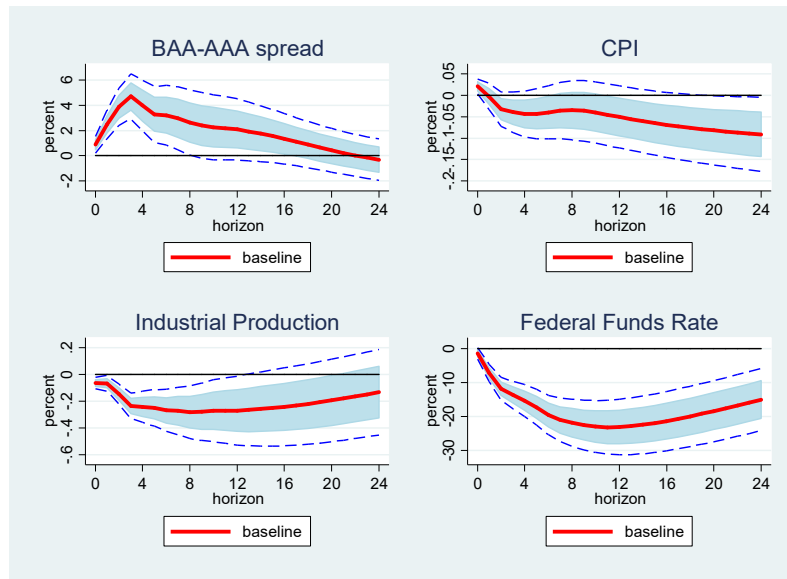 BAA-AAA spread
percent
6
4
2
0
-2
0 4 8 12 16 20 24
horizon
baseline
CPI
percent
.05
0
-.05
-.1
-.15
-.2
0 4 8 12 16 20 24
horizon
baseline
Industrial Production
percent
.2
0
-.2
-.4
-.6
0 4 8 12 16 20 24
horizon
baseline
Federal Funds Rate
percent
0
-10
-20
-30
0 4 8 12 16 20 24
horizon
baseline